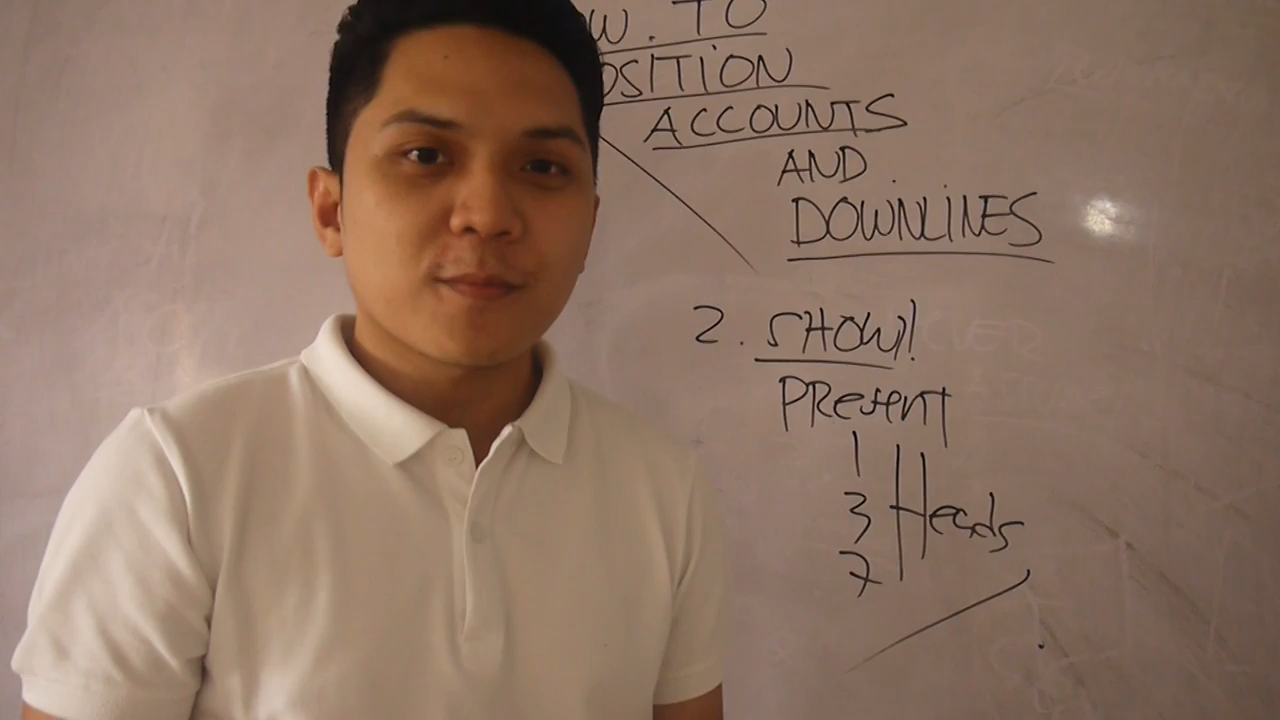 W. TO
OSITION
ACCOUNTS
AND
DOWNLINES
2. SHOW!
Present
1
3 Heads
7